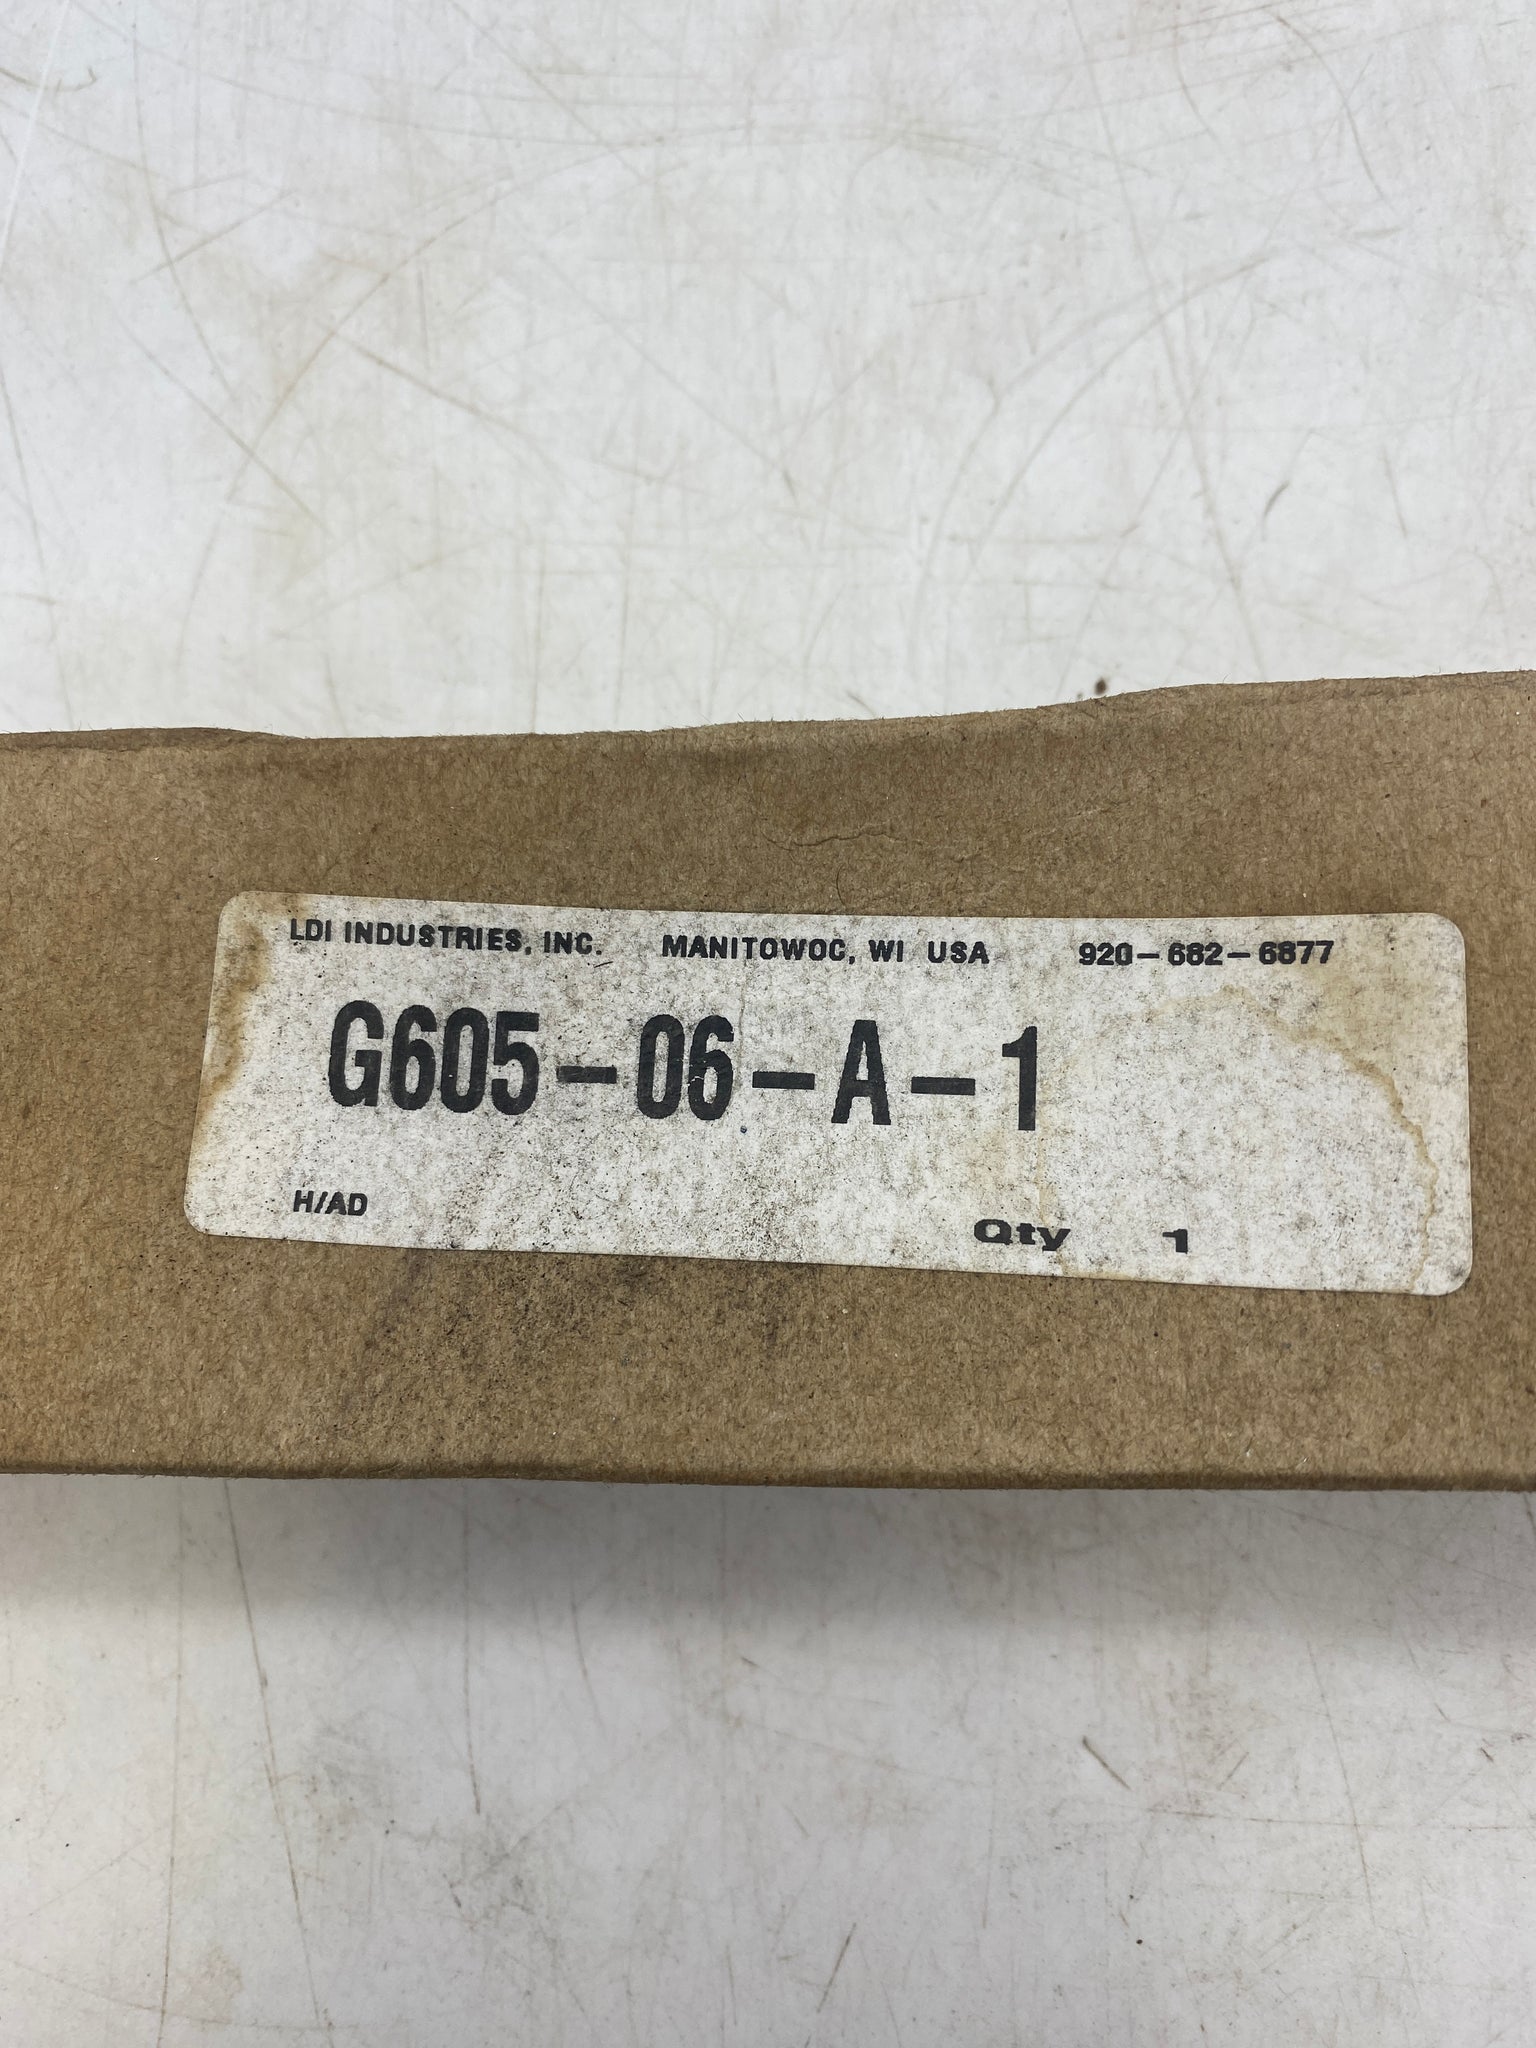 LDI INDUSTRIES, INC. MANITOWOC, WI USA 920-682-6877
G605-06-A-1
H/AD
Qty 1